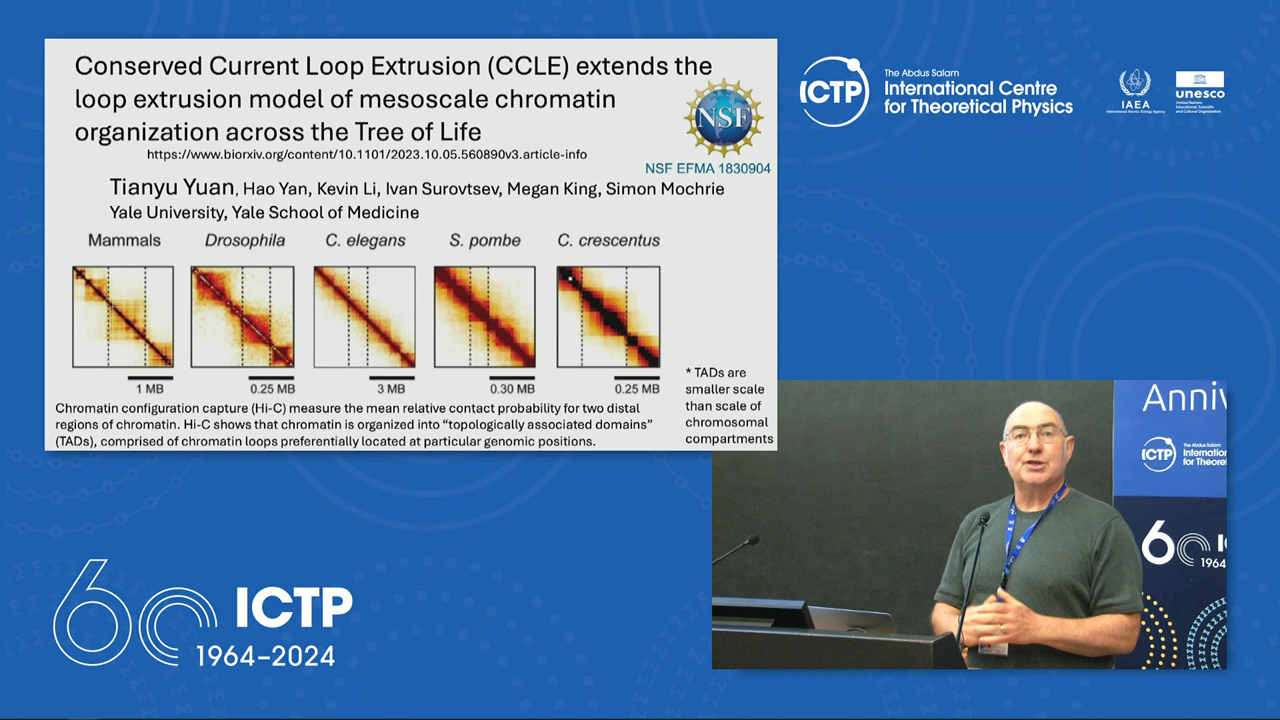 Conserved Current Loop Extrusion (CCLE) extends the
loop extrusion model of mesoscale chromatin
organization across the Tree of Life
https://www.biorxiv.org/content/10.1101/2023.10.05.560890v3.article-info
NSF
NSF EFMA 1830904
Tianyu Yuan, Hao Yan, Kevin Li, Ivan Surovtsev, Megan King, Simon Mochrie
Yale University, Yale School of Medicine
Mammals
Drosophila
C. elegans
S. pombe
C. crescentus
1 MB
0.25 MB
3 MB
0.30 MB
0.25 MB
* TADs are
smaller scale
than scale of
chromosomal
compartments
Chromatin configuration capture (Hi-C) measure the mean relative contact probability for two distal
regions of chromatin. Hi-C shows that chromatin is organized into “topologically associated domains”
(TADs), comprised of chromatin loops preferentially located at particular genomic positions.
ICTP
The Abdus Salam
International Centre
for Theoretical Physics
IAEA
International Atomic Energy Agency
unesco
United Nations
Educational, Scientific
and Cultural Organization
Anniv
ICTP
The Abdus Salam
Internation
for Theoret
60 I
1964
60 ICTP
1964–2024